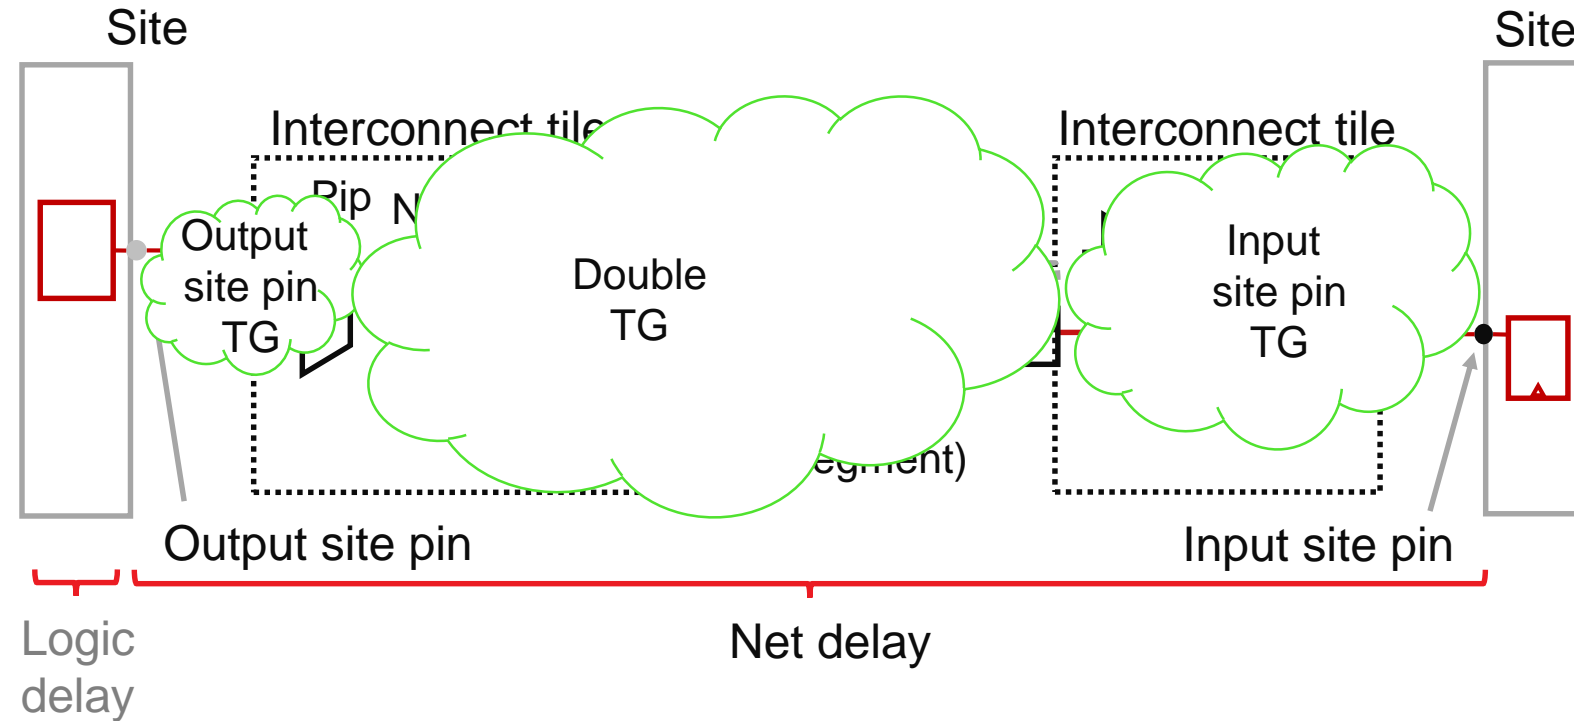 Site
Site
Interconnect tile
Interconnect tile
Pip
Output
site pin
TG
Double
TG
Input
site pin
TG
Output site pin
Input site pin
Logic
delay
Net delay